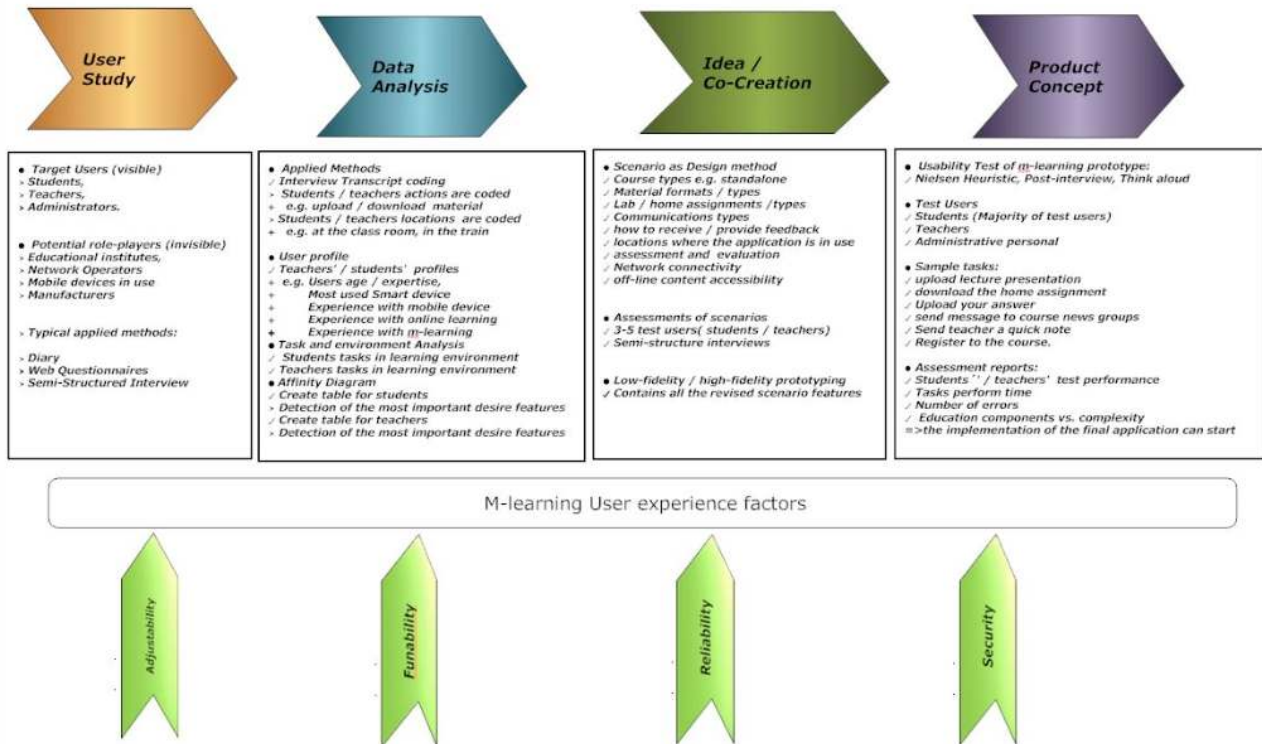 User
Study
Data
Analysis
Idea /
Co-Creation
Product
Concept
● Target Users (visible)
> Students,
> Teachers,
> Administrators.
● Potential role-players (invisible)
> Educational institutes,
> Network Operators
> Mobile devices in use
> Manufacturers
> Typical applied methods:
> Diary
> Web Questionnaires
> Semi-Structured Interview
● Applied Methods
✓ Interview Transcript coding
✓ Students / teachers actions are coded
+ e.g. upload / download material
> Students / teachers locations are coded
+ e.g. at the class room, in the train
● User profile
✓ Teachers' / students' profiles
+ e.g. Users age / expertise,
+ Most used Smart device
+ Experience with mobile device
+ Experience with online learning
+ Experience with m-learning
● Task and environment Analysis
✓ Students tasks in learning environment
✓ Teachers tasks in learning environment
● Affinity Diagram
✓ Create table for students
> Detection of the most important desire features
✓ Create table for teachers
> Detection of the most important desire features
● Scenario as Design method
✓ Course types e.g. standalone
✓ Material formats / types
✓ Lab / home assignments /types
✓ Communications types
✓ how to receive / provide feedback
✓ locations where the application is in use
✓ assessment and evaluation
✓ Network connectivity
✓ off-line content accessibility
● Assessments of scenarios
✓ 3-5 test users( students / teachers)
✓ Semi-structure interviews
● Low-fidelity / high-fidelity prototyping
✓ Contains all the revised scenario features
● Usability Test of m-learning prototype:
✓ Nielsen Heuristic, Post-interview, Think aloud
● Test Users
✓ Students (Majority of test users)
✓ Teachers
✓ Administrative personal
● Sample tasks:
✓ upload lecture presentation
✓ download the home assignment
✓ Upload your answer
✓ send message to course news groups
✓ Send teacher a quick note
✓ Register to the course.
● Assessment reports:
✓ Students´' / teachers' test performance
✓ Tasks perform time
✓ Number of errors
✓ Education components vs. complexity
=>the implementation of the final application can start
M-learning User experience factors
Adjustability
Funability
Reliability
Security